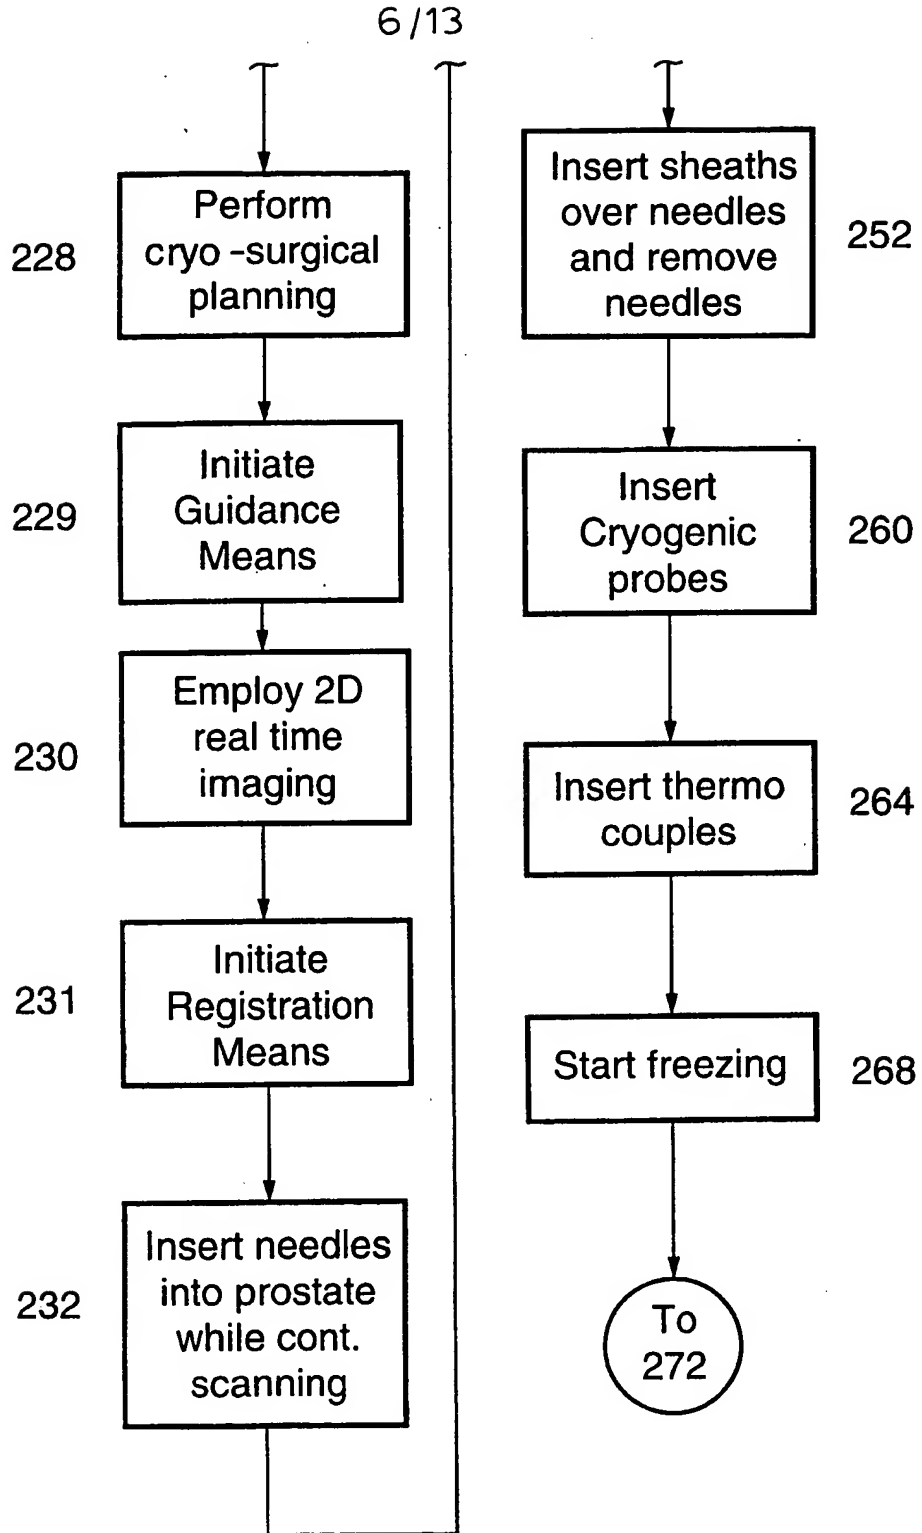 6/13
228
Perform
cryo-surgical
planning
229
Initiate
Guidance
Means
230
Employ 2D
real time
imaging
231
Initiate
Registration
Means
232
Insert needles
into prostate
while cont.
scanning
Insert sheaths
over needles
and remove
needles
252
Insert
Cryogenic
probes
260
Insert thermo
couples
264
Start freezing
268
To
272